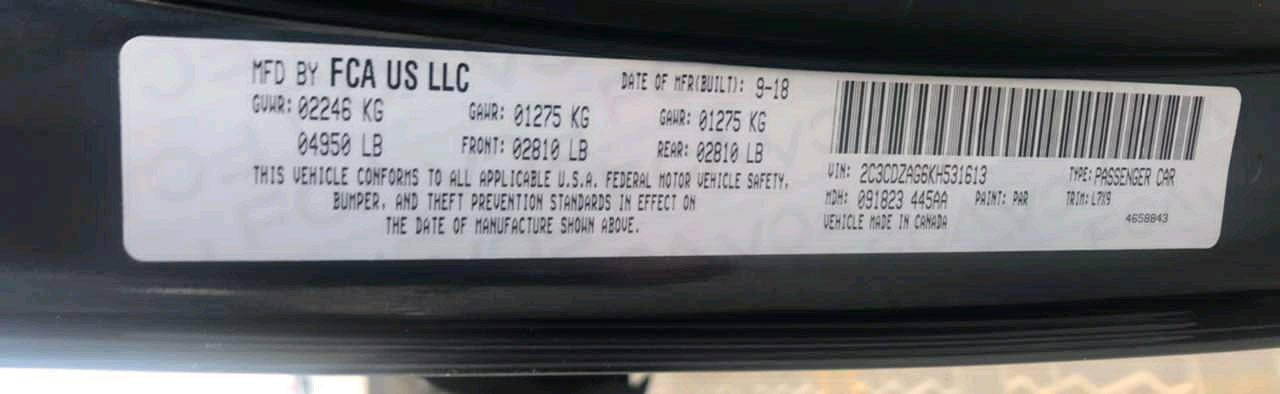 MFD BY FCA US LLC DATE OF MFR(BUILT): 9-18
GVWR: 02246 KG GAWR: 01275 KG GAWR: 01275 KG
04950 LB FRONT: 02810 LB REAR: 02810 LB
THIS VEHICLE CONFORMS TO ALL APPLICABLE U.S.A. FEDERAL MOTOR VEHICLE SAFETY,
BUMPER, AND THEFT PREVENTION STANDARDS IN EFFECT ON
THE DATE OF MANUFACTURE SHOWN ABOVE.
VIN: 2C3CDZAG6KH531613 TYPE: PASSENGER CAR
MDH: 091823 445AA PAINT: PAR TRIM: L7X9
VEHICLE MADE IN CANADA 4658843